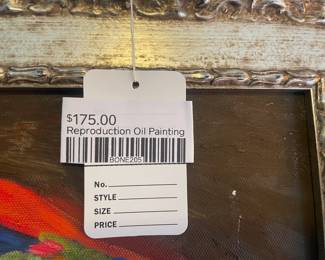 $175.00
Reproduction Oil Painting
BONE205
No.
STYLE
SIZE
PRICE